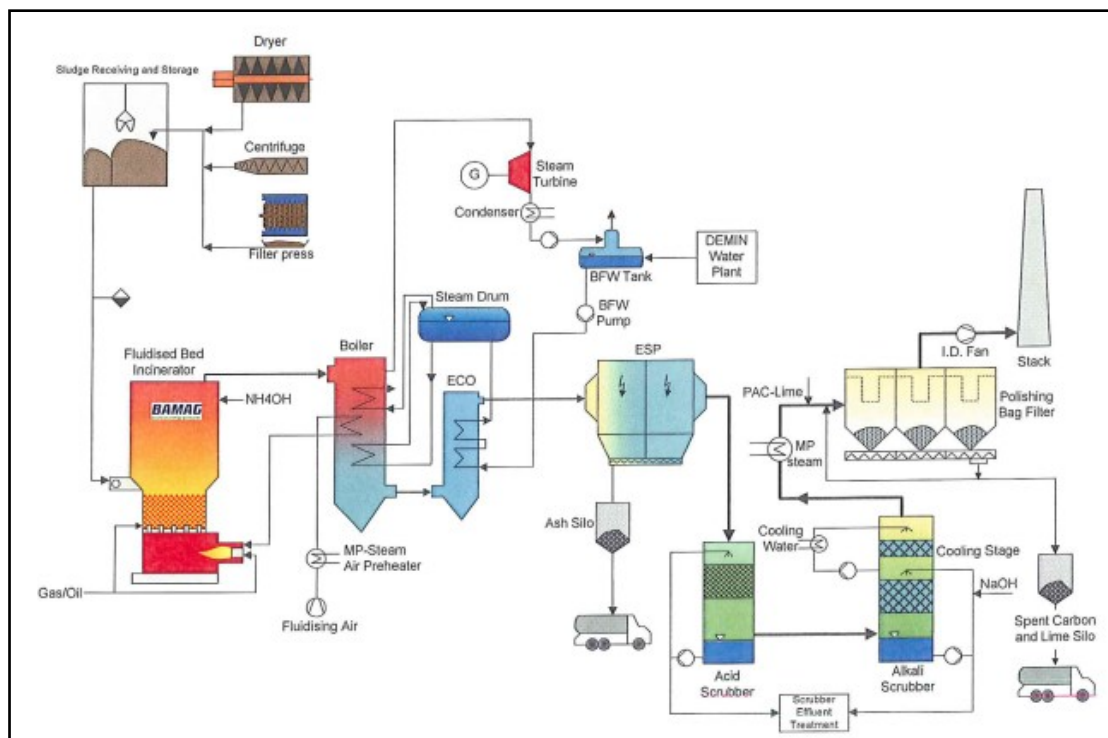 Dryer
Sludge Receiving and Storage
Centrifuge
Filter press
G
Steam
Turbine
Condenser
DEMIN
Water
Plant
BFW Tank
BFW
Pump
Steam Drum
Boiler
ECO
ESP
Fluidised Bed
Incinerator
BAMAG
NH4OH
I.D. Fan
Stack
PAC-Lime
Polishing
Bag Filter
MP
steam
Ash Silo
Cooling
Water
Cooling Stage
MP-Steam
Air Preheater
Gas/Oil
Fluidising Air
NaOH
Spent Carbon
and Lime Silo
Acid
Scrubber
Alkali
Scrubber
Scrubber
Effluent
Treatment